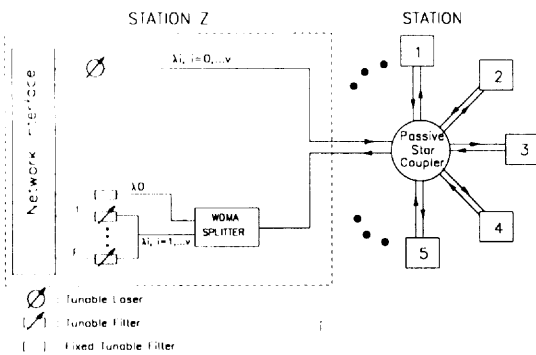 STATION Z
STATION
Network Interface
λi, i=0,...v
1
2
Passive
Star
Coupler
3
λ0
WDMA
SPLITTER
λi, i=1,...v
4
5
: Tunable Laser
: Tunable Filter
: Fixed Tunable Filter